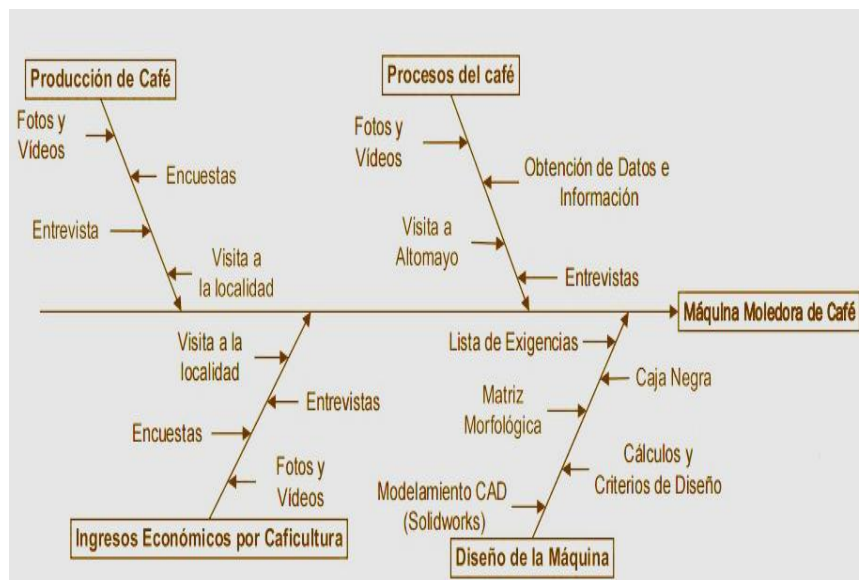 Producción de Café
Fotos y
Vídeos
Encuestas
Entrevista
Visita a
la localidad
Procesos del café
Fotos y
Vídeos
Obtención de Datos e
Información
Visita a
Altomayo
Entrevistas
Máquina Moledora de Café
Visita a la
localidad
Entrevistas
Encuestas
Fotos y
Vídeos
Ingresos Económicos por Caficultura
Lista de Exigencias
Caja Negra
Matriz
Morfológica
Cálculos y
Criterios de Diseño
Modelamiento CAD
(Solidworks)
Diseño de la Máquina